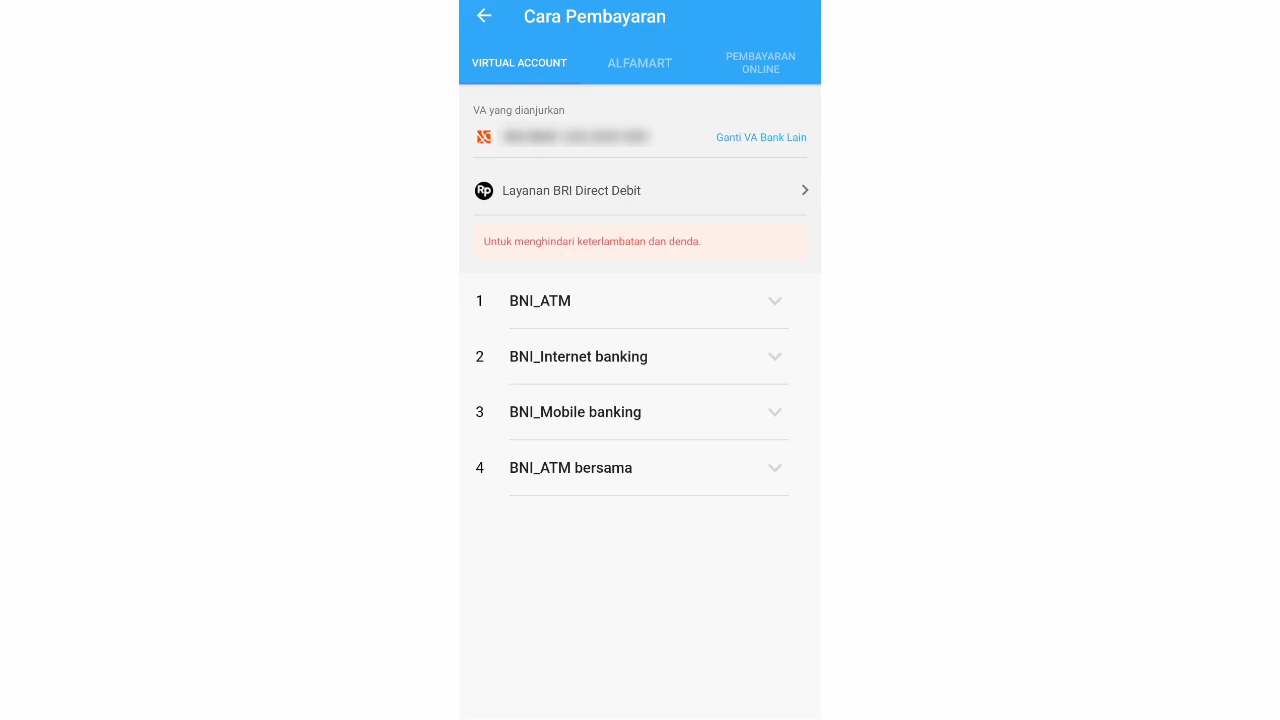 Cara Pembayaran
VIRTUAL ACCOUNT
ALFAMART
PEMBAYARAN
ONLINE
VA yang dianjurkan
Ganti VA Bank Lain
Rp
Layanan BRI Direct Debit
Untuk menghindari keterlambatan dan denda.
1 BNI_ATM
2 BNI_Internet banking
3 BNI_Mobile banking
4 BNI_ATM bersama